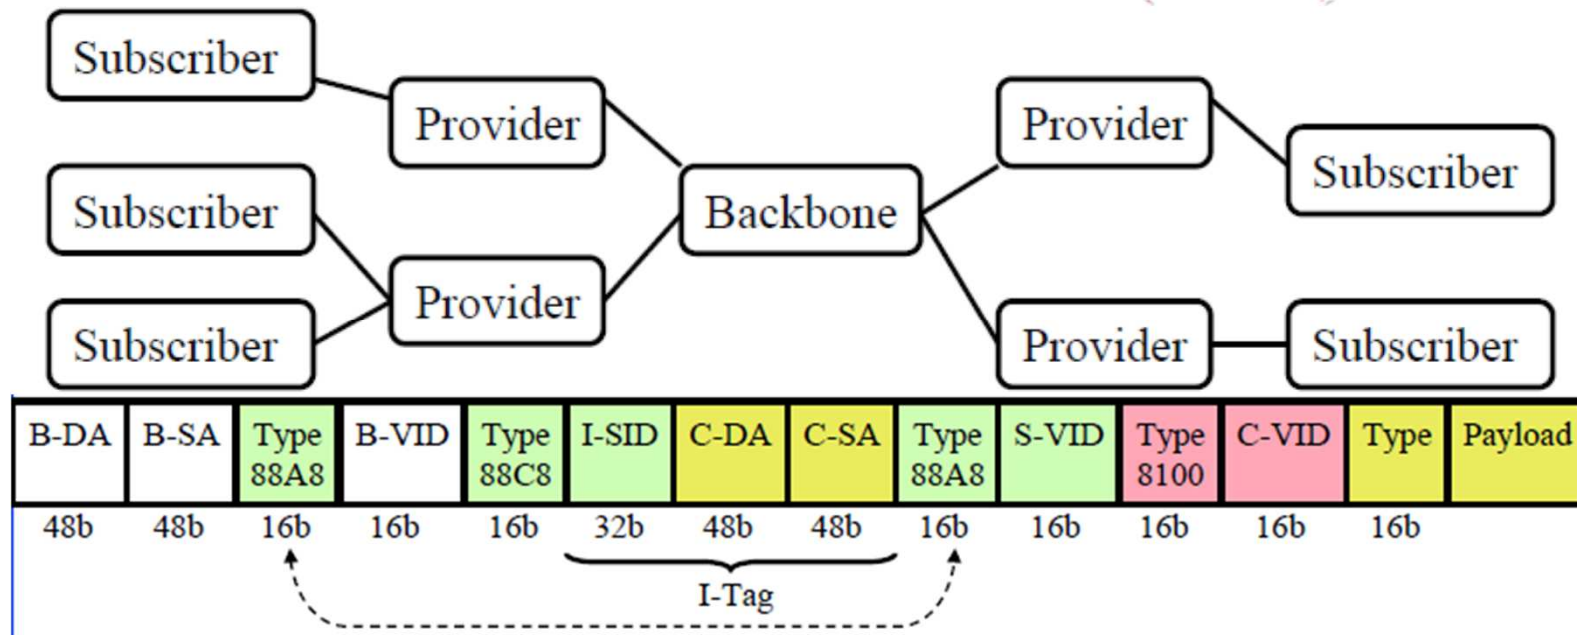 Subscriber
Provider
Provider
Subscriber
Subscriber
Backbone
Provider
Subscriber
Provider
Subscriber
B-DA B-SA Type 88A8 B-VID Type 88C8 I-SID C-DA C-SA Type 88A8 S-VID Type 8100 C-VID Type Payload
48b 48b 16b 16b 16b 32b 48b 48b 16b 16b 16b 16b 16b
I-Tag